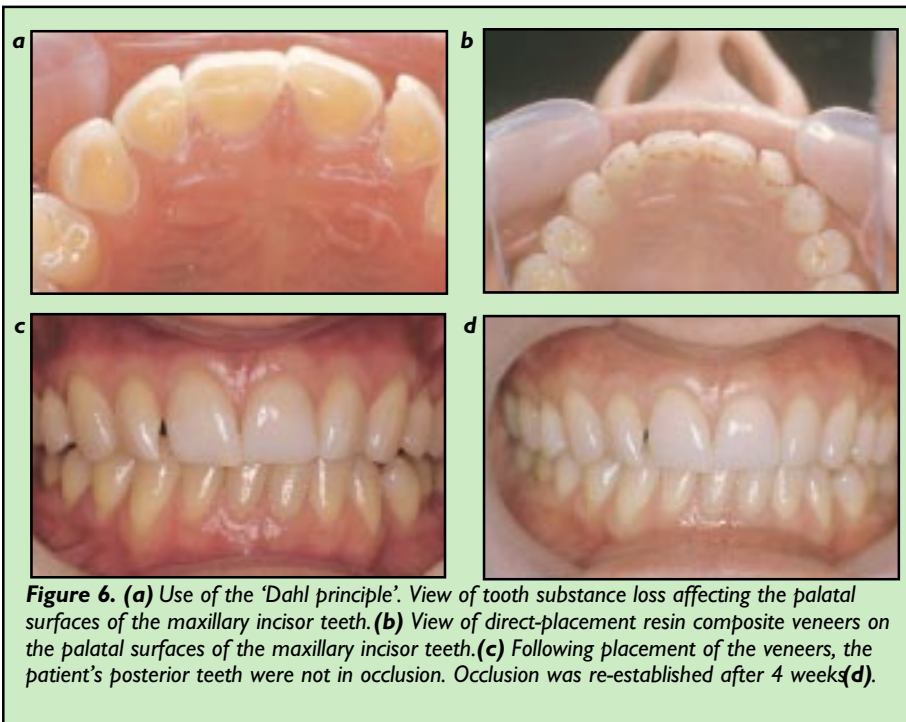 a
b
c
d
Figure 6. (a) Use of the ‘Dahl principle’. View of tooth substance loss affecting the palatal
surfaces of the maxillary incisor teeth.(b) View of direct-placement resin composite veneers on
the palatal surfaces of the maxillary incisor teeth.(c) Following placement of the veneers, the
patient’s posterior teeth were not in occlusion. Occlusion was re-established after 4 weeks(d).